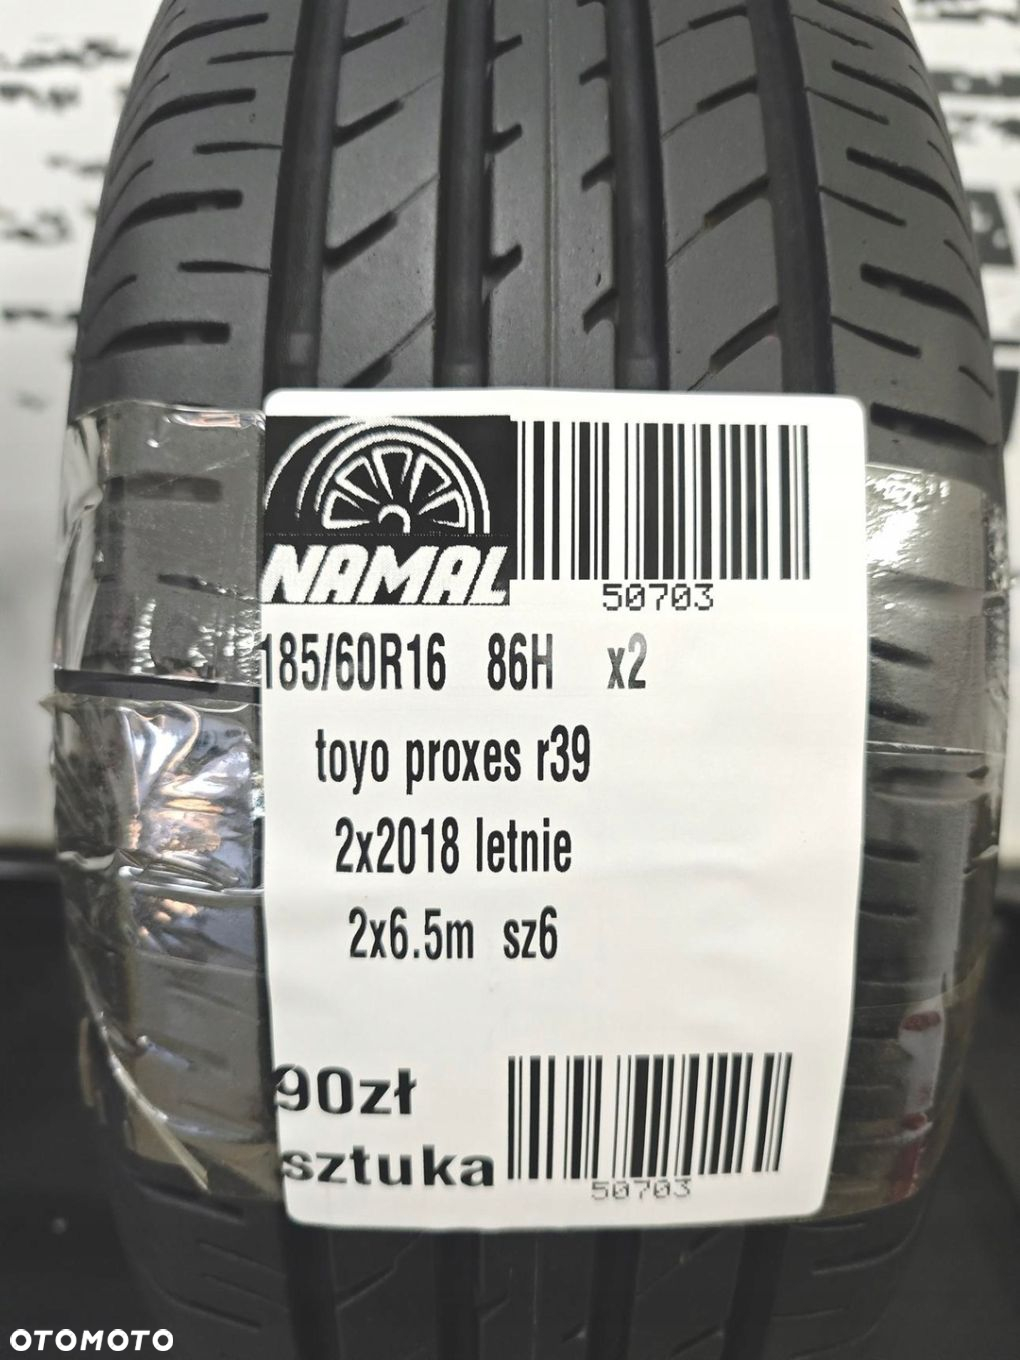 NAMAL
50703
185/60R16 86H x2
toyo proxes r39
2x2018 letnie
2x6.5m sz6
90zł
sztuka
50703
OTOMOTO